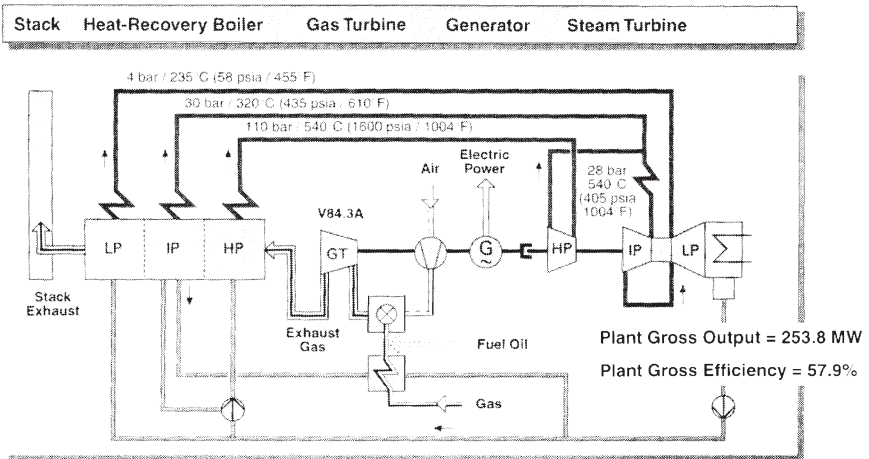 Stack Heat-Recovery Boiler Gas Turbine Generator Steam Turbine
4 bar / 235°C (58 psia / 455°F)
30 bar / 320°C (435 psia / 610°F)
110 bar / 540°C (1600 psia / 1004°F)
Air
Electric
Power
28 bar
540°C
(405 psia
1004°F)
V84.3A
LP
IP
HP
GT
G
~
HP
IP
LP
Stack
Exhaust
Exhaust
Gas
Fuel Oil
Gas
Plant Gross Output = 253.8 MW
Plant Gross Efficiency = 57.9%